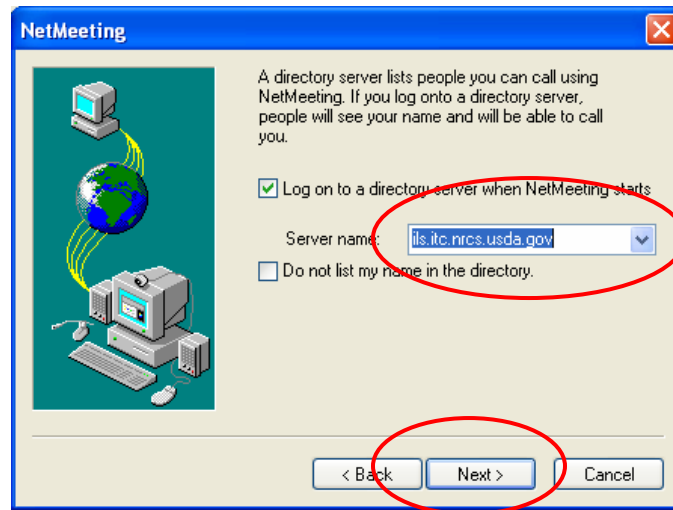 NetMeeting
A directory server lists people you can call using
NetMeeting. If you log onto a directory server,
people will see your name and will be able to call
you.
Log on to a directory server when NetMeeting starts
Server name: ils.itc.nrcs.usda.gov
Do not list my name in the directory.
< Back Next > Cancel